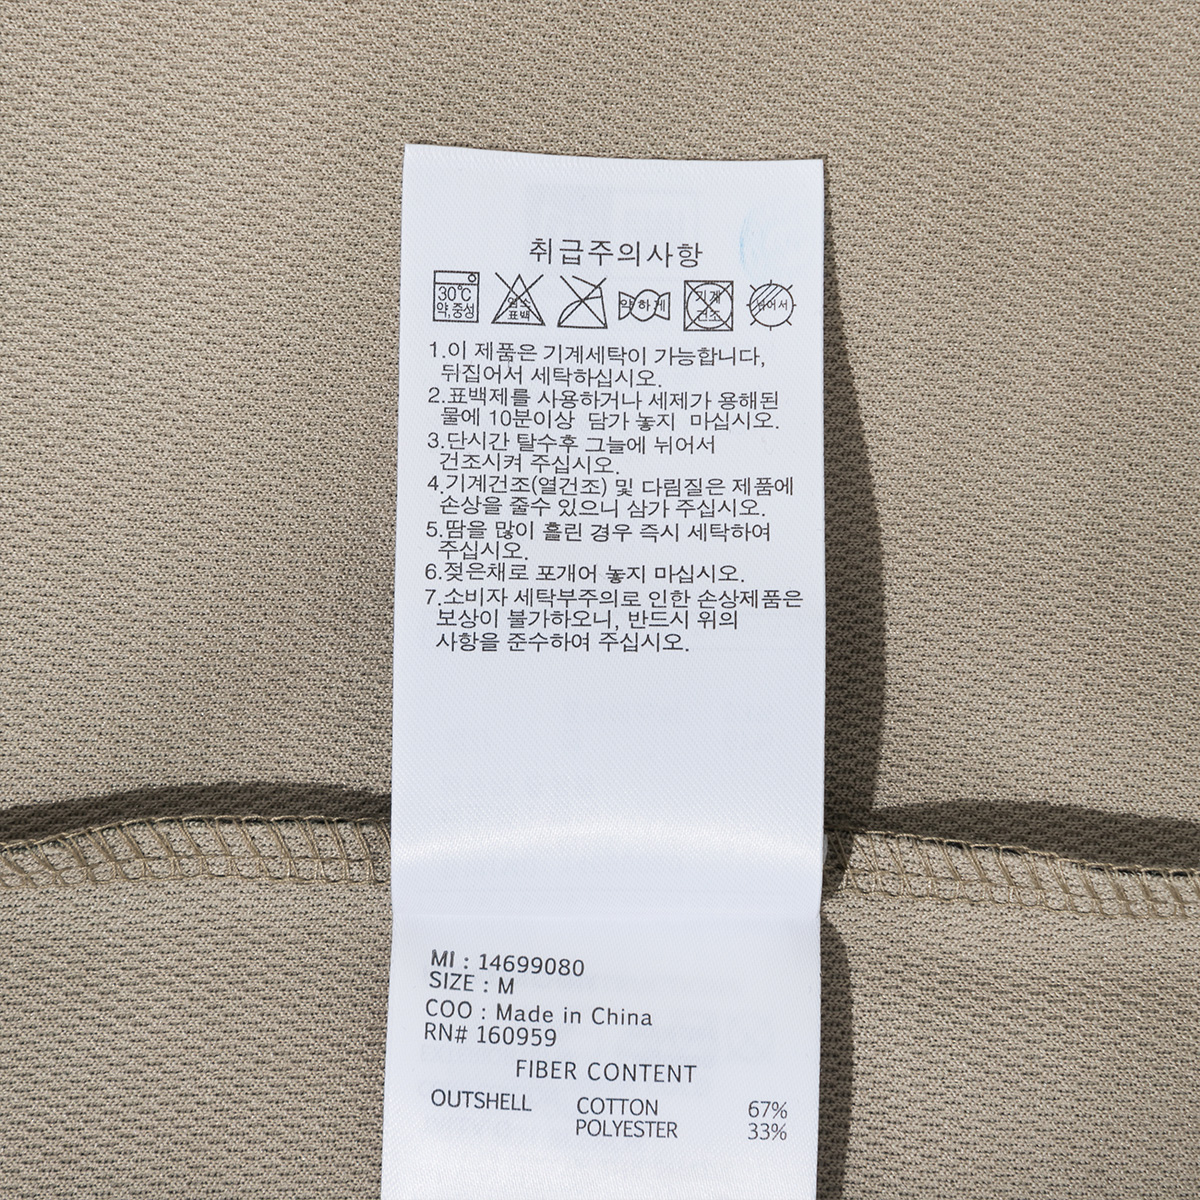 취급주의사항
30℃
약,중성
염소
표백
약하게
기계
건조
뉘어서
1.이 제품은 기계세탁이 가능합니다,
뒤집어서 세탁하십시오.
2.표백제를 사용하거나 세제가 용해된
물에 10분이상 담가 놓지 마십시오.
3.단시간 탈수후 그늘에 뉘어서
건조시켜 주십시오.
4.기계건조(열건조) 및 다림질은 제품에
손상을 줄수 있으니 삼가 주십시오.
5.땀을 많이 흘린 경우 즉시 세탁하여
주십시오.
6.젖은채로 포개어 놓지 마십시오.
7.소비자 세탁부주의로 인한 손상제품은
보상이 불가하오니, 반드시 위의
사항을 준수하여 주십시오.
MI : 14699080
SIZE : M
COO : Made in China
RN# 160959
FIBER CONTENT
OUTSHELL COTTON 67%
POLYESTER 33%